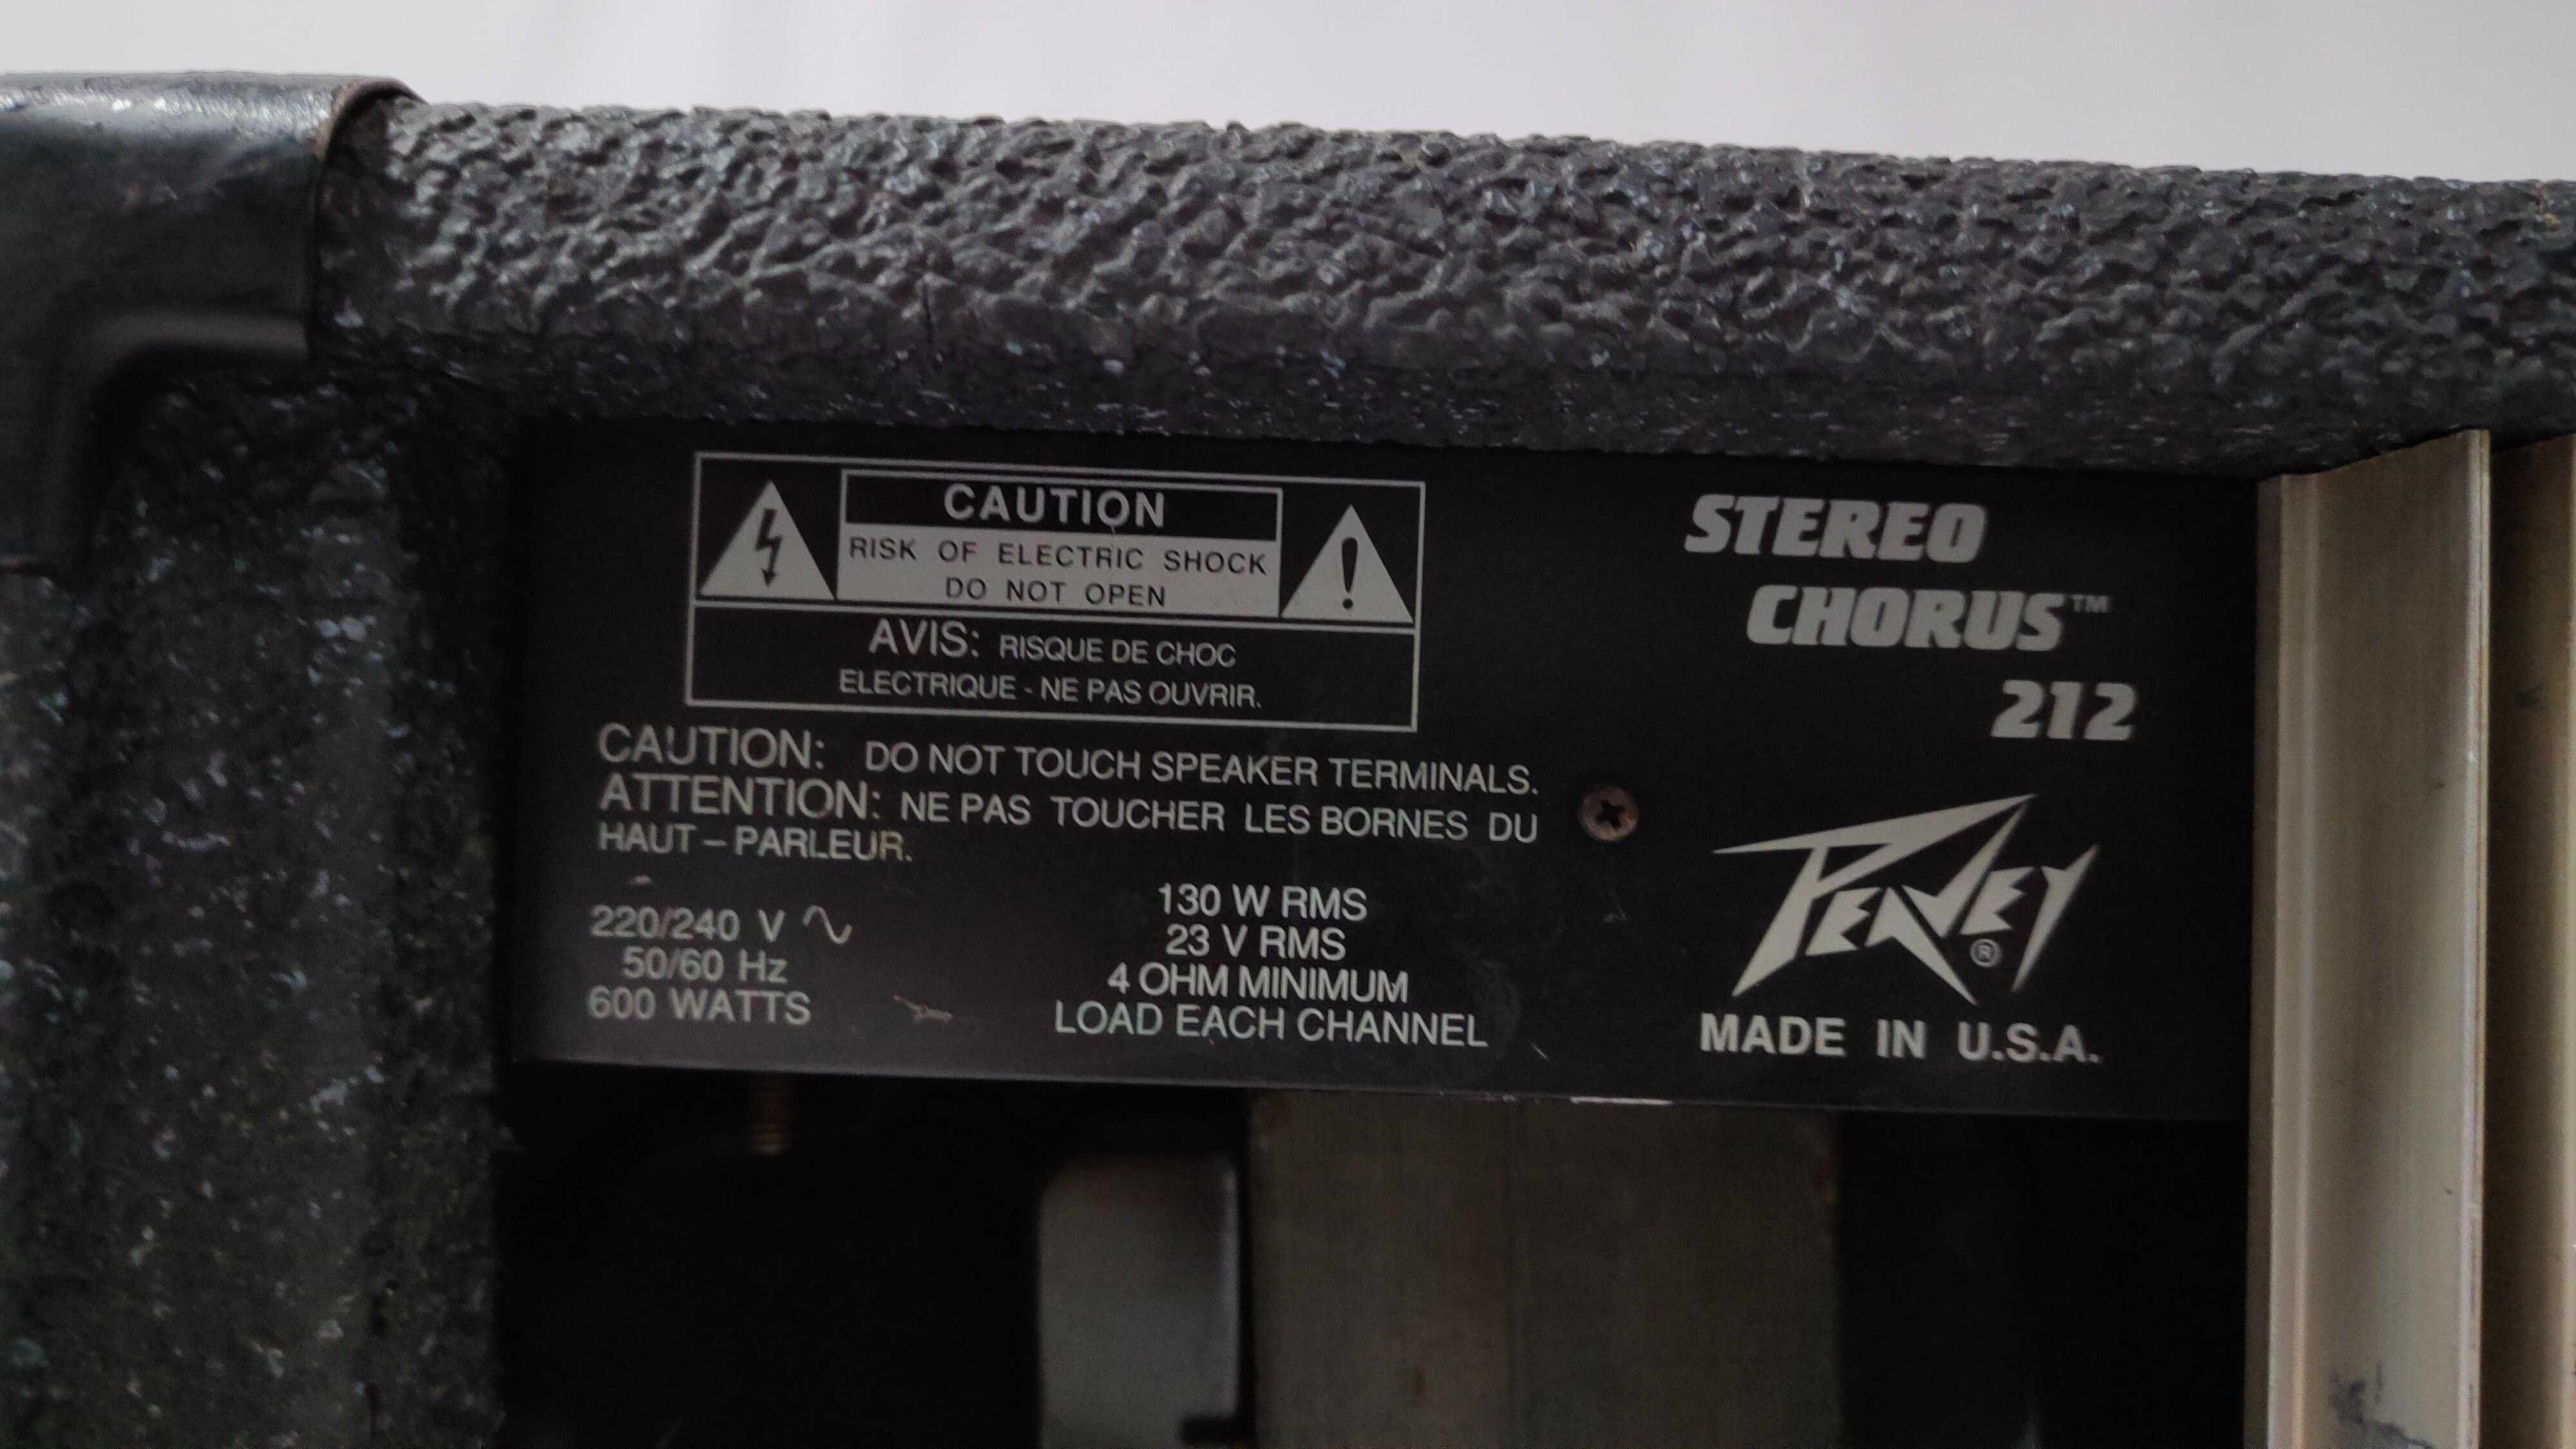 CAUTION
RISK OF ELECTRIC SHOCK
DO NOT OPEN
AVIS: RISQUE DE CHOC
ELECTRIQUE - NE PAS OUVRIR.
CAUTION: DO NOT TOUCH SPEAKER TERMINALS.
ATTENTION: NE PAS TOUCHER LES BORNES DU
HAUT – PARLEUR.
220/240 V ∿
50/60 Hz
600 WATTS
130 W RMS
23 V RMS
4 OHM MINIMUM
LOAD EACH CHANNEL
STEREO
CHORUS™
212
PEAVEY®
MADE IN U.S.A.